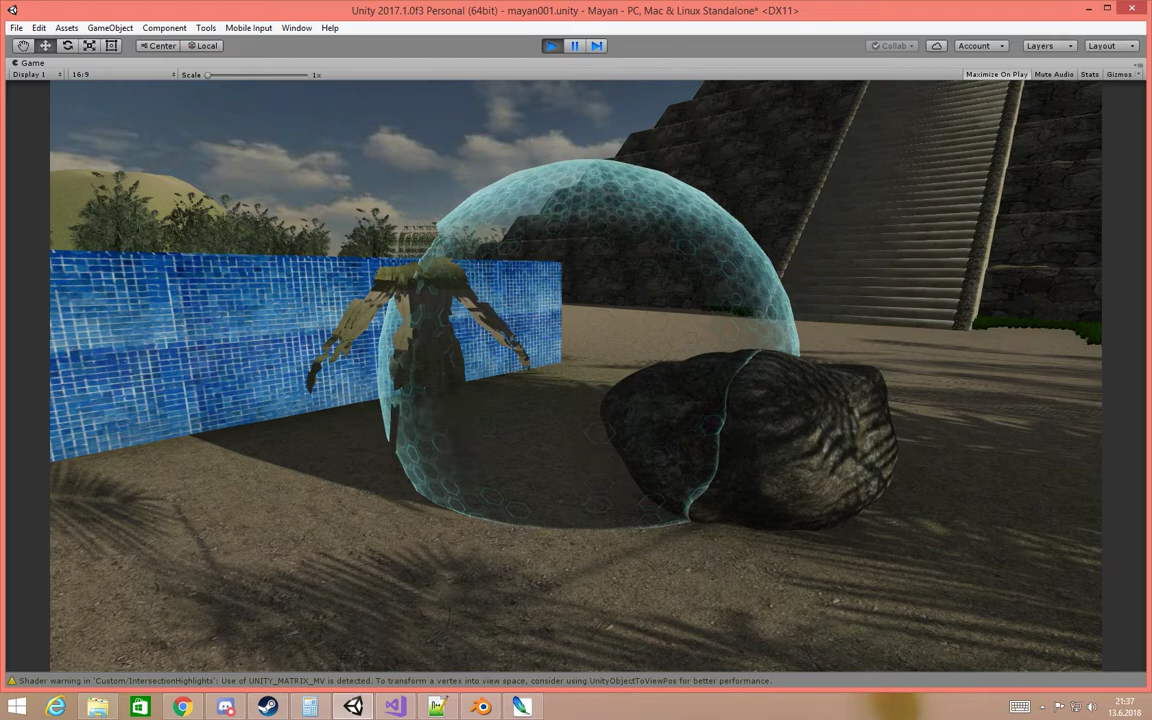 Unity 2017.1.0f3 Personal (64bit) - mayan001.unity - Mayan - PC, Mac & Linux Standalone* <DX11>
File Edit Assets GameObject Component Tools Mobile Input Window Help
Center Local Collab Account Layers Layout
Game
Display 1 16:9 Scale 1x Maximize On Play Mute Audio Stats Gizmos
Shader warning in 'Custom/IntersectionHighlights': Use of UNITY_MATRIX_MV is detected. To transform a vertex into view space, consider using UnityObjectToViewPos for better performance.
21:37
13.6.2018